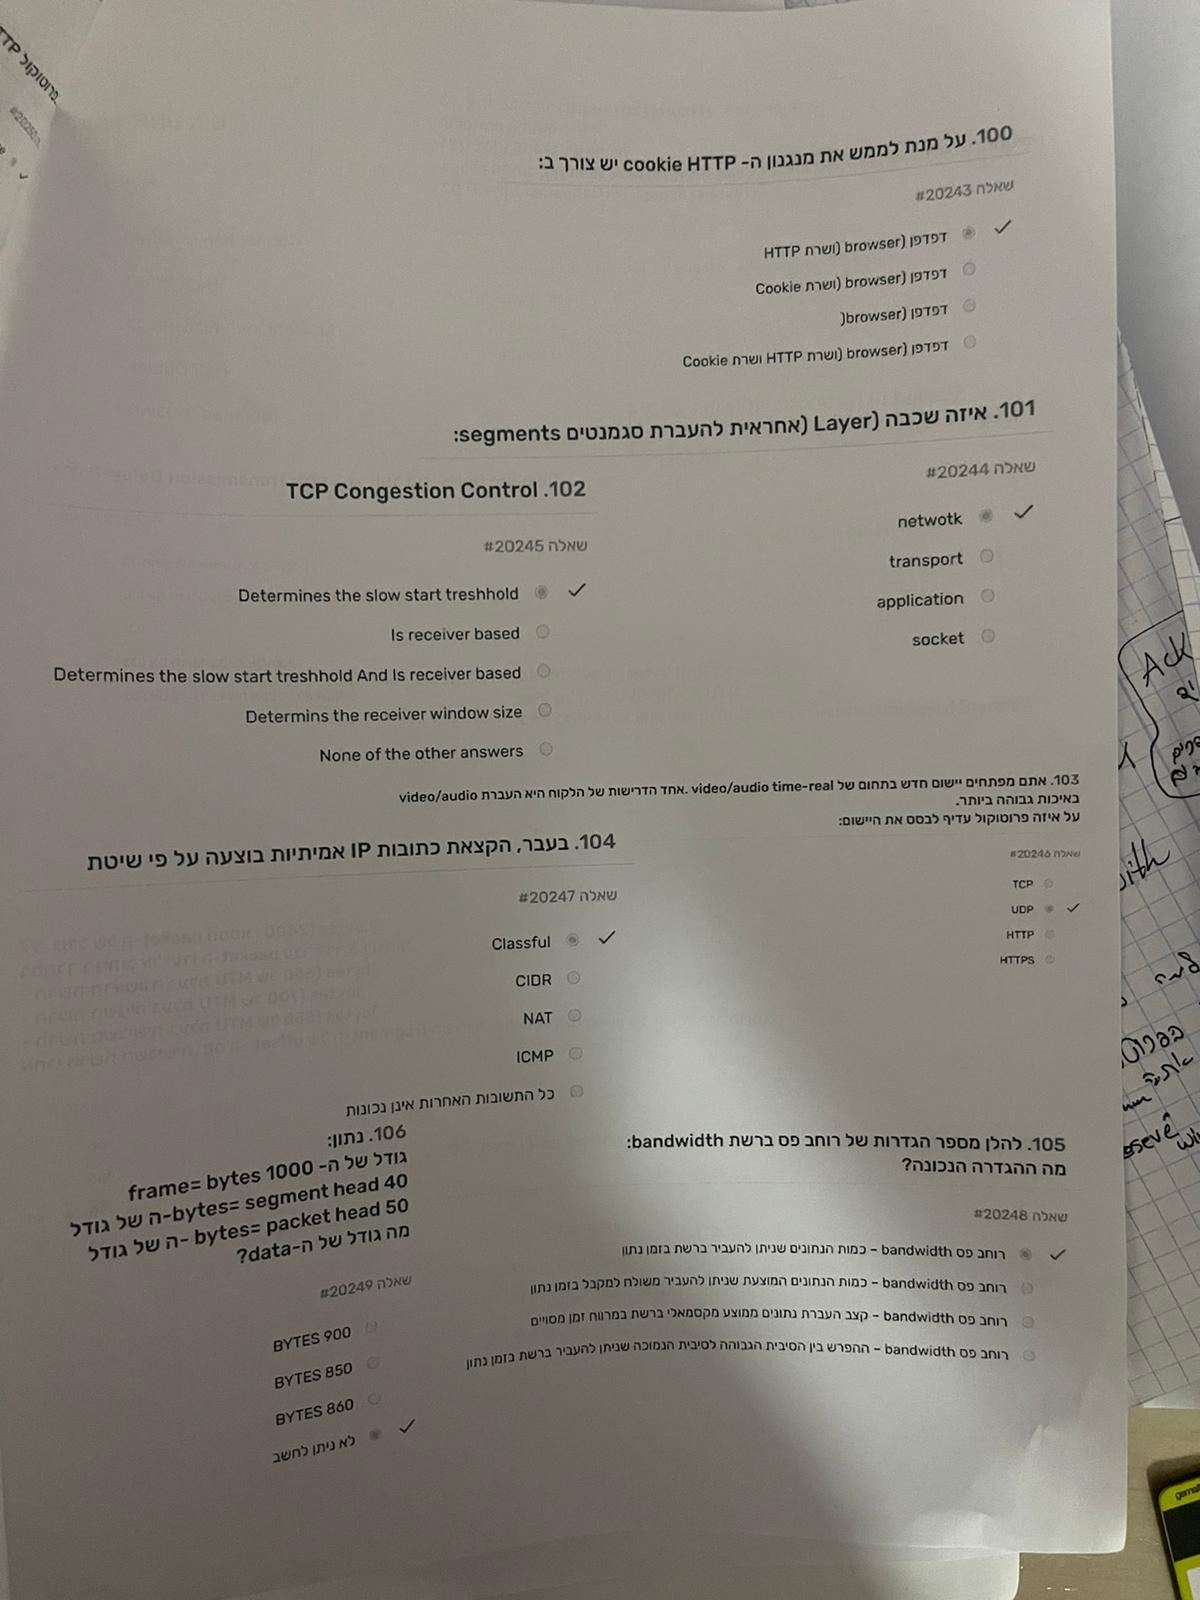 פרוטוקול
#20250
100. על מנת לממש את מנגנון ה- cookie HTTP יש צורך ב:
שאלה 20243#
דפדפן (browser (ושרת HTTP
דפדפן (browser (ושרת Cookie
דפדפן (browser(
דפדפן (browser (ושרת HTTP ושרת Cookie
101. איזה שכבה (Layer (אחראית להעברת סגמנטים segments:
שאלה 20244#
netwotk
transport
application
socket
102. TCP Congestion Control
שאלה 20245#
Determines the slow start treshhold
Is receiver based
Determines the slow start treshhold And Is receiver based
Determins the receiver window size
None of the other answers
103. אתם מפתחים יישום חדש בתחום של video/audio time-real .אחד הדרישות של הלקוח היא העברת video/audio
באיכות גבוהה ביותר.
על איזה פרוטוקול עדיף לבסס את היישום:
שאלה 20246#
TCP
UDP
HTTP
HTTPS
104. בעבר, הקצאת כתובות IP אמיתיות בוצעה על פי שיטת
שאלה 20247#
Classful
CIDR
NAT
ICMP
כל התשובות האחרות אינן נכונות
105. להלן מספר הגדרות של רוחב פס ברשת bandwidth:
מה ההגדרה הנכונה?
שאלה 20248#
רוחב פס bandwidth - כמות הנתונים שניתן להעביר ברשת בזמן נתון
רוחב פס bandwidth - כמות הנתונים המוצעת שניתן להעביר משולח למקבל בזמן נתון
רוחב פס bandwidth - קצב העברת נתונים ממוצע מקסמאלי ברשת במרווח זמן מסויים
רוחב פס bandwidth - ההפרש בין הסיבית הגבוהה לסיבית הנמוכה שניתן להעביר ברשת בזמן נתון
106. נתון:
גודל של ה- frame= bytes 1000
bytes= segment head 40-ה של גודל
bytes= packet head 50 -ה של גודל
מה גודל של ה-data?
שאלה 20249#
BYTES 900
BYTES 850
BYTES 860
לא ניתן לחשב
Ack